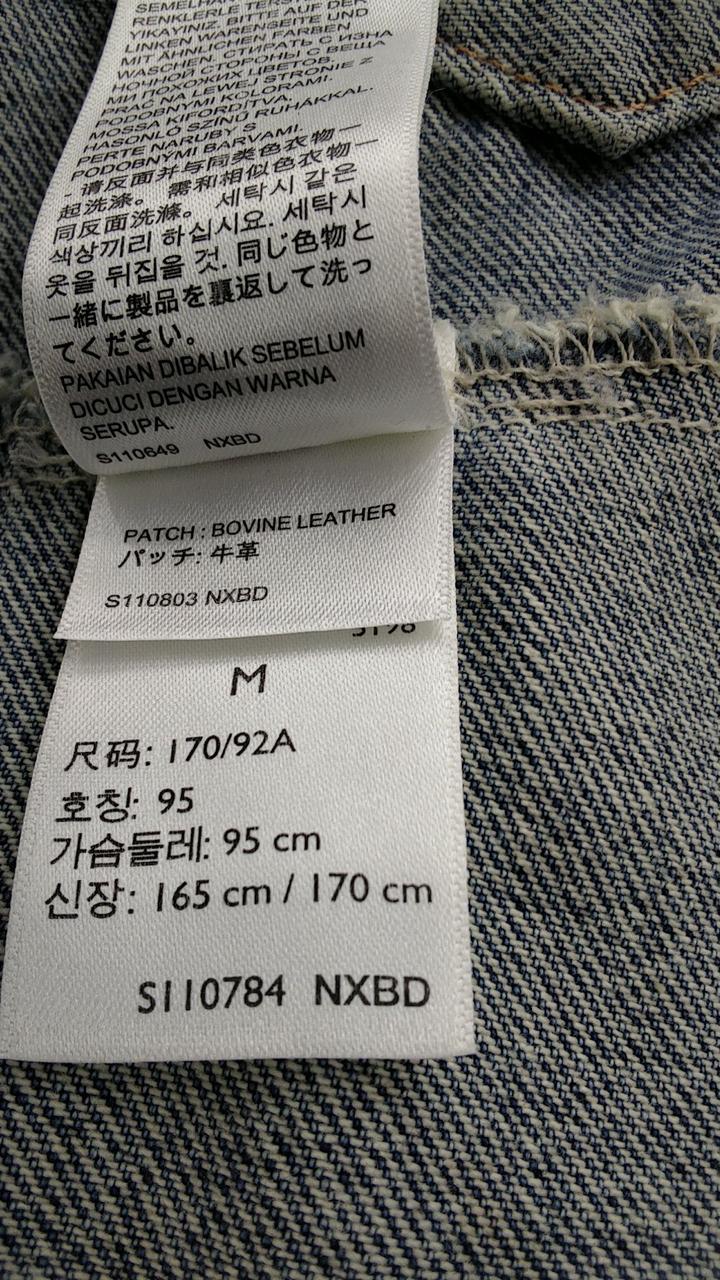 RENKLERI
YIKAYINIZ. BITTE AUF DER
LINKEN WARENSEITE UND
MIT ÄHNLICHEN FARBEN
WASCHEN. СТИРАТЬ С ИЗНА
НОЧНОЙ СТОРОНЬ С ВЕЩА
МИ ПОХОЖИХ ЦВЕТОВ.
PRAĆ NA LEWEJ STRONIE Z
PODOBNYMI KOLORAMI.
MOSSA KIFORDÍTVA,
HASONLÓ SZÍNŰ RUHÁKKAL.
PERTE NARUBY S
PODOBNÝMI BARVAMI.
请反面并与同类色衣物一
起洗涤。 需和相似色衣物一
同反面洗滌。 세탁시 같은
색상끼리 하십시요. 세탁시
옷을 뒤집을 것. 同じ色物と
一緒に製品を裏返して洗っ
てください。
PAKAIAN DIBALIK SEBELUM
DICUCI DENGAN WARNA
SERUPA.
S110649 NXBD
PATCH : BOVINE LEATHER
パッチ: 牛革
S110803 NXBD
M
尺码: 170/92A
호칭: 95
가슴둘레: 95 cm
신장: 165 cm / 170 cm
S110784 NXBD